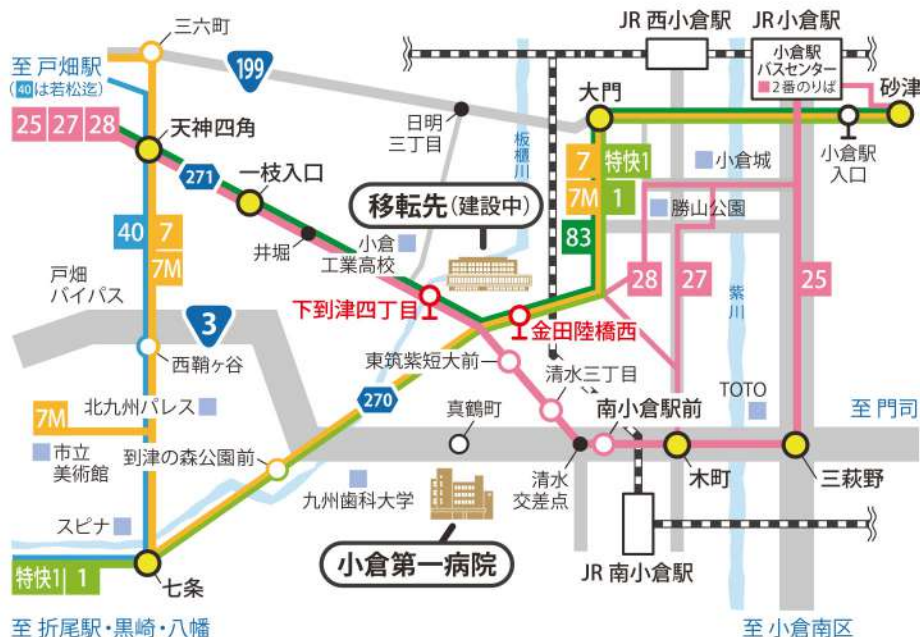 三六町
至 戸畑駅
(40は若松迄)
199
JR 西小倉駅
JR 小倉駅
小倉駅
バスセンター
2番のりば
砂津
大門
25 27 28
天神四角
日明
三丁目
板櫃川
小倉駅
入口
271
一枝入口
7
7M
特快1
1
小倉城
移転先(建設中)
勝山公園
40
7
7M
井堀
小倉
工業高校
83
28
27
25
戸畑
バイパス
下到津四丁目
紫川
3
金田陸橋西
西鞘ヶ谷
東筑紫短大前
清水三丁目
270
TOTO
北九州パレス
真鶴町
南小倉駅前
至 門司
7M
市立
美術館
到津の森公園前
九州歯科大学
清水
交差点
木町
三萩野
スピナ
小倉第一病院
JR 南小倉駅
特快1 1
七条
至 折尾駅・黒崎・八幡
至 小倉南区